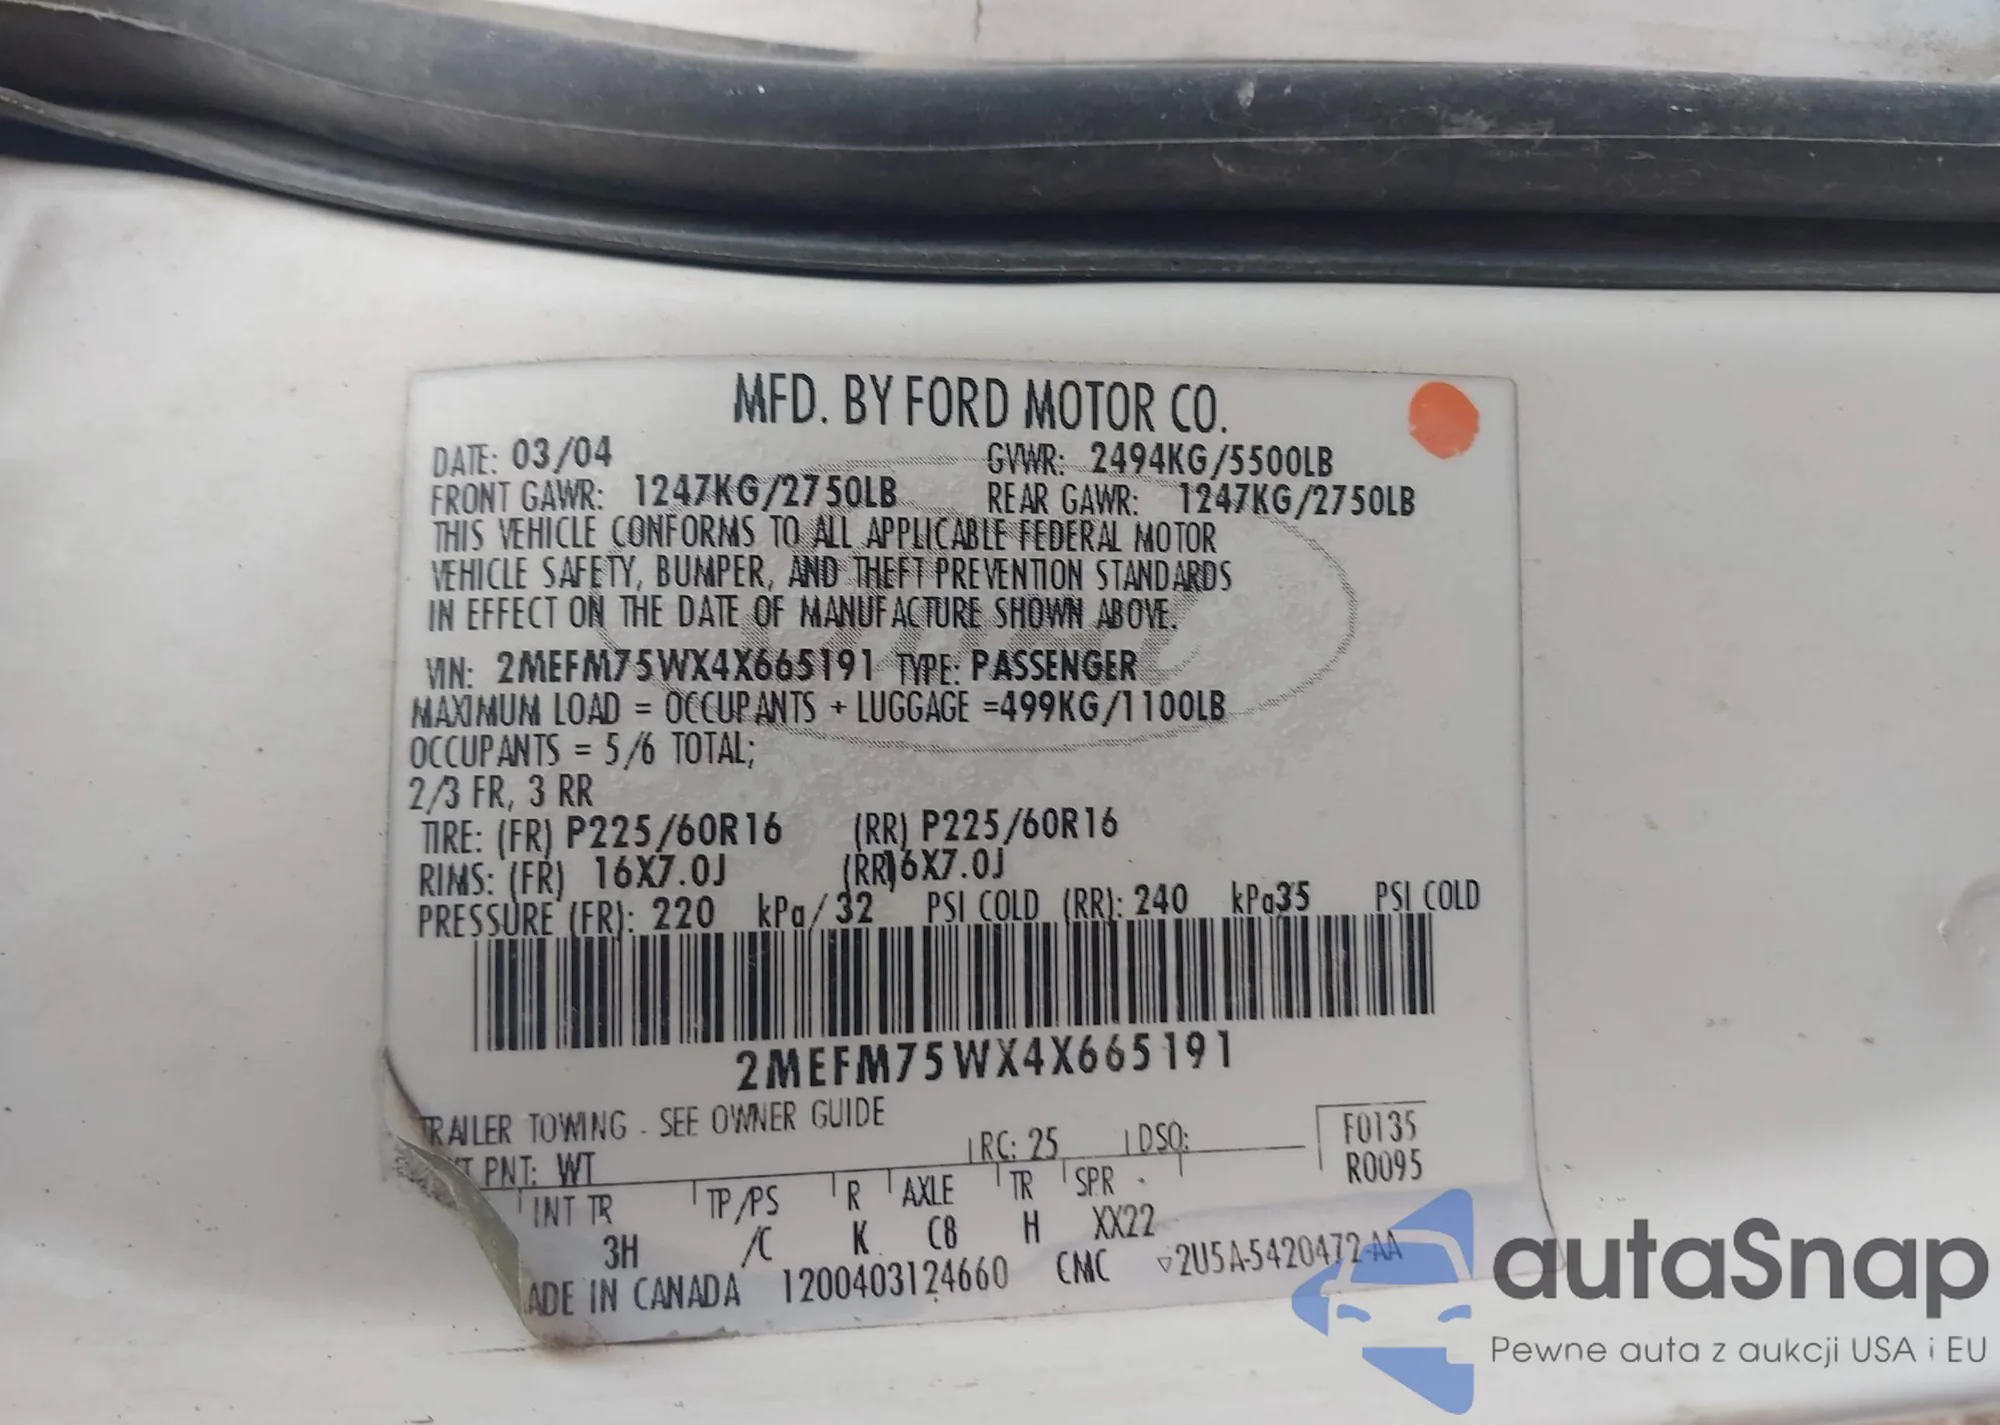 MFD. BY FORD MOTOR CO.
DATE: 03/04 GVWR: 2494KG/5500LB
FRONT GAWR: 1247KG/2750LB REAR GAWR: 1247KG/2750LB
THIS VEHICLE CONFORMS TO ALL APPLICABLE FEDERAL MOTOR
VEHICLE SAFETY, BUMPER, AND THEFT PREVENTION STANDARDS
IN EFFECT ON THE DATE OF MANUFACTURE SHOWN ABOVE.
VIN: 2MEFM75WX4X665191 TYPE: PASSENGER
MAXIMUM LOAD = OCCUPANTS + LUGGAGE =499KG/1100LB
OCCUPANTS = 5/6 TOTAL;
2/3 FR, 3 RR
TIRE: (FR) P225/60R16 (RR) P225/60R16
RIMS: (FR) 16X7.0J (RR)16X7.0J
PRESSURE (FR): 220 kPa/32 PSI COLD (RR): 240 kPa35 PSI COLD
2MEFM75WX4X665191
TRAILER TOWING - SEE OWNER GUIDE
PNT: WT RC: 25 DSO: F0135
R0095
INT TR TP/PS R AXLE TR SPR
3H /C K C8 H XX22
ADE IN CANADA 1200403124660 CMC 2U5A-5420472-AA
autaSnap
Pewne auta z aukcji USA i EU